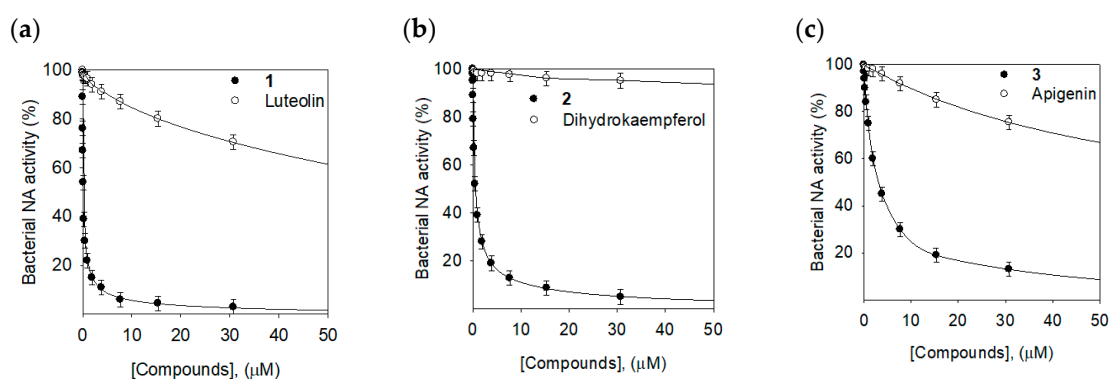 (a)
Bacterial NA activity (%)
100
80
60
40
20
1
Luteolin
0 10 20 30 40 50
[Compounds], (μM)
(b)
Bacterial NA activity (%)
100
80
60
40
20
2
Dihydrokaempferol
0 10 20 30 40 50
[Compounds], (μM)
(c)
Bacterial NA activity (%)
100
80
60
40
20
3
Apigenin
0 10 20 30 40 50
[Compounds], (μM)